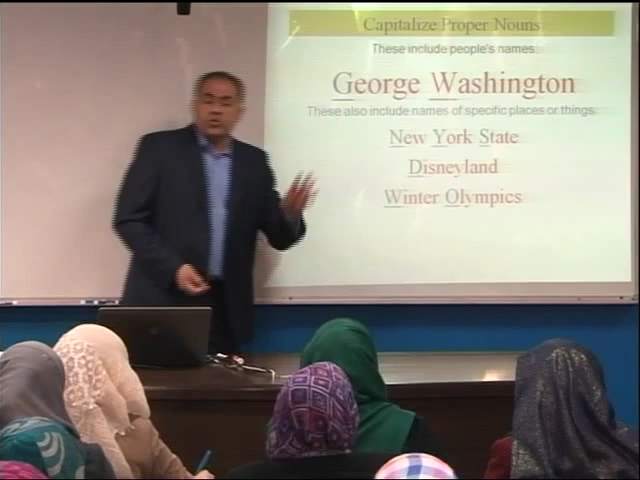 Capitalize Proper Nouns
These include people's names:
George Washington
These also include names of specific places or things:
New York State
Disneyland
Winter Olympics